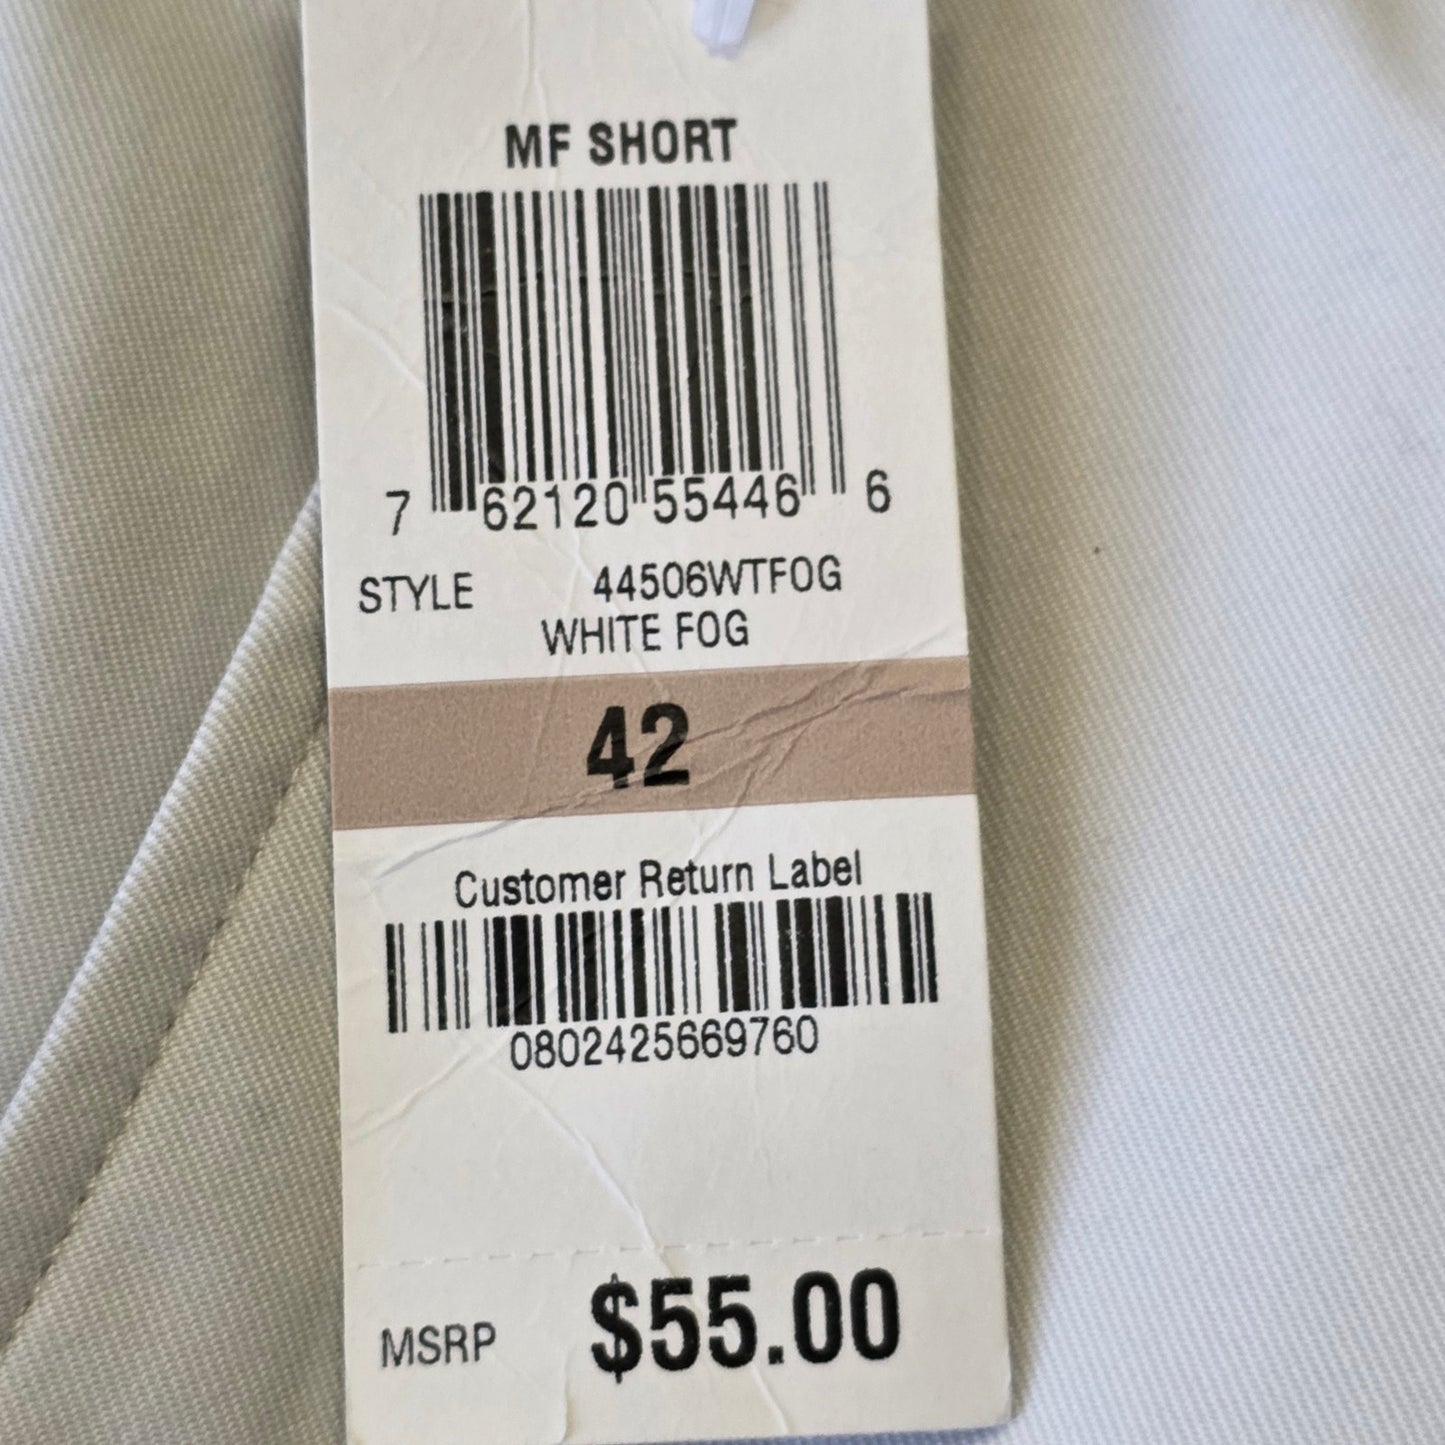 MF SHORT
7 62120 55446 6
STYLE 44506WTFOG
WHITE FOG
42
Customer Return Label
0802425669760
MSRP $55.00